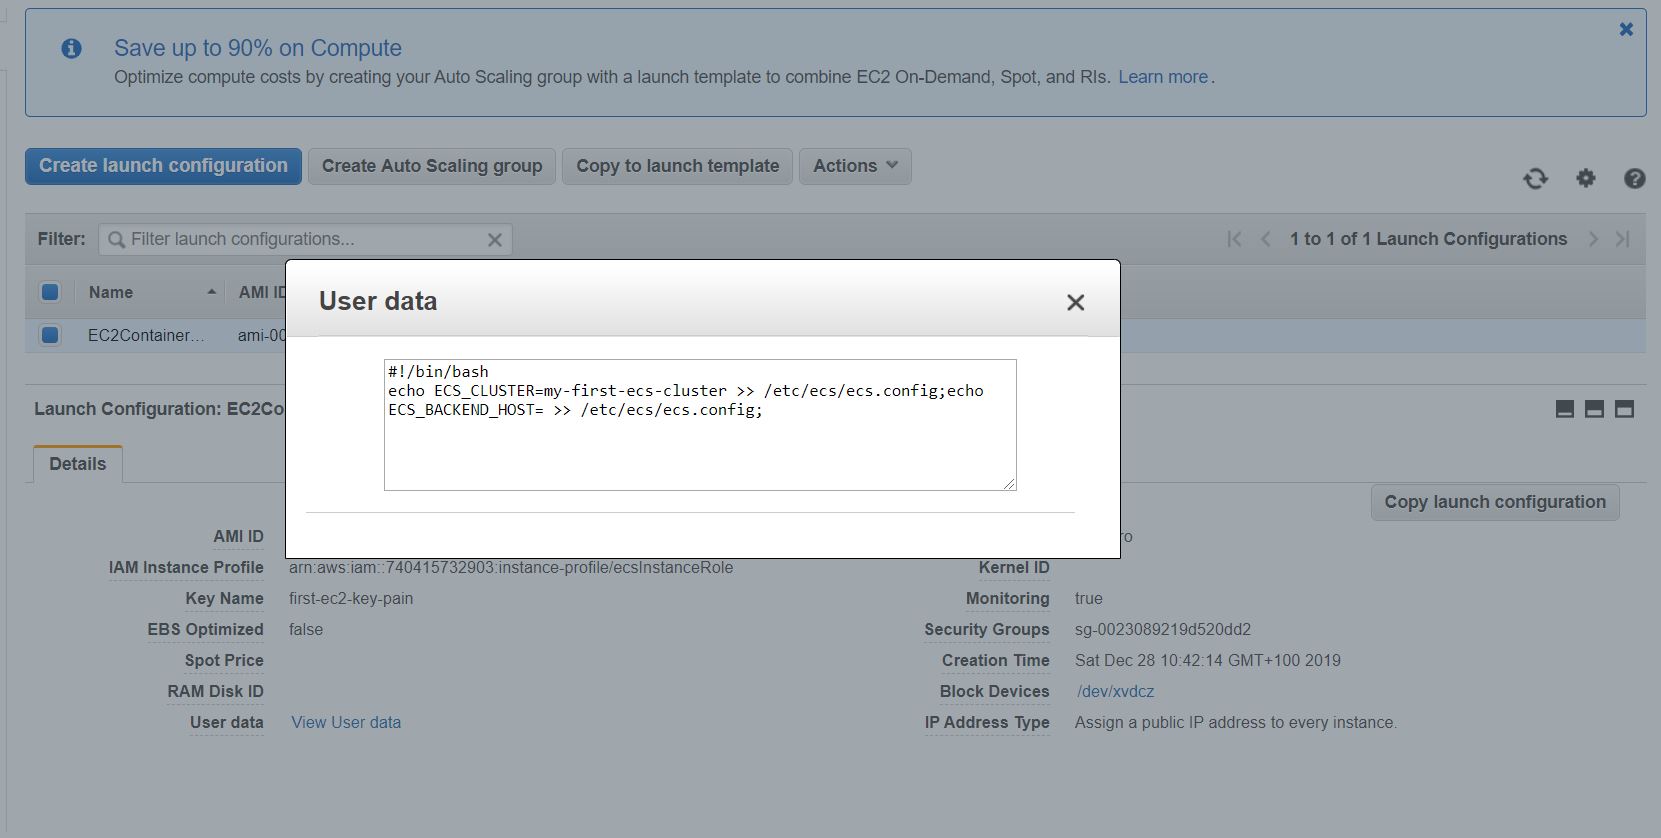 Save up to 90% on Compute
Optimize compute costs by creating your Auto Scaling group with a launch template to combine EC2 On-Demand, Spot, and RIs. Learn more.
Create launch configuration Create Auto Scaling group Copy to launch template Actions
Filter: Filter launch configurations... 1 to 1 of 1 Launch Configurations
Name AMI ID
EC2Container... ami-00
User data
#!/bin/bash
echo ECS_CLUSTER=my-first-ecs-cluster >> /etc/ecs/ecs.config;echo
ECS_BACKEND_HOST= >> /etc/ecs/ecs.config;
Launch Configuration: EC2Co
Details
Copy launch configuration
AMI ID ro
IAM Instance Profile arn:aws:iam::740415732903:instance-profile/ecsInstanceRole Kernel ID
Key Name first-ec2-key-pain Monitoring true
EBS Optimized false Security Groups sg-0023089219d520dd2
Spot Price Creation Time Sat Dec 28 10:42:14 GMT+100 2019
RAM Disk ID Block Devices /dev/xvdcz
User data View User data IP Address Type Assign a public IP address to every instance.